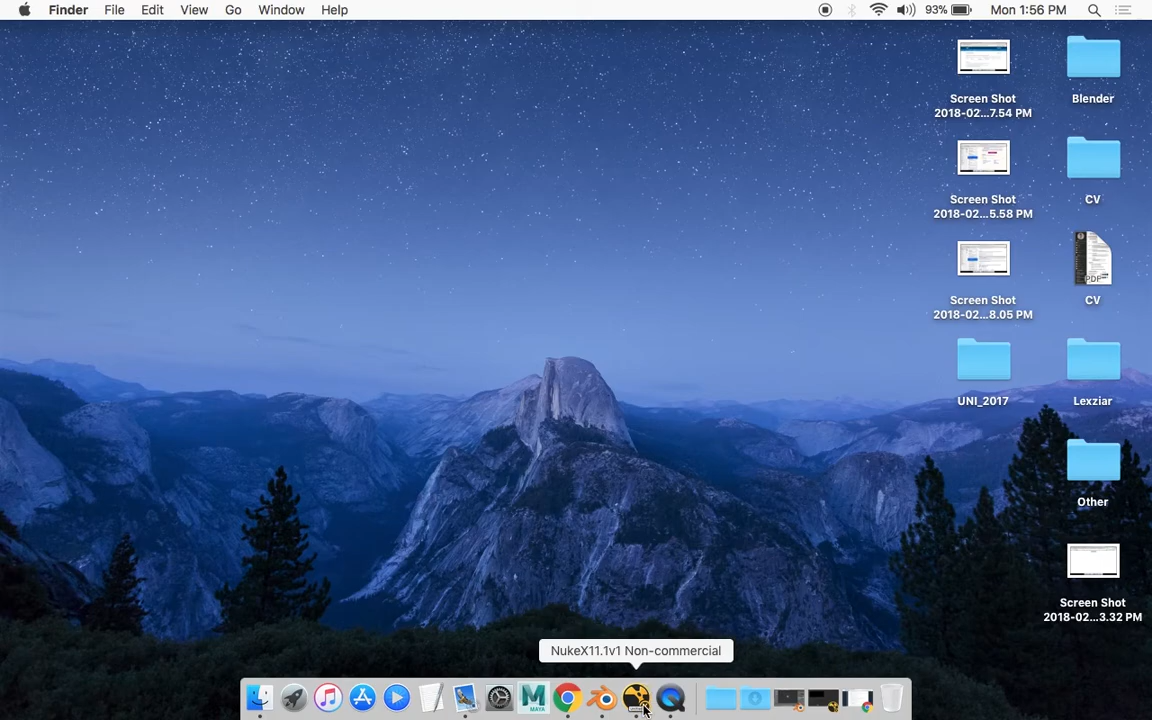 Finder File Edit View Go Window Help 93% Mon 1:56 PM
Screen Shot
2018-02...7.54 PM
Blender
Screen Shot
2018-02...5.58 PM
CV
Screen Shot
2018-02...8.05 PM
PDF
CV
UNI_2017
Lexziar
Other
Screen Shot
2018-02...3.32 PM
NukeX11.1v1 Non-commercial
MAYA